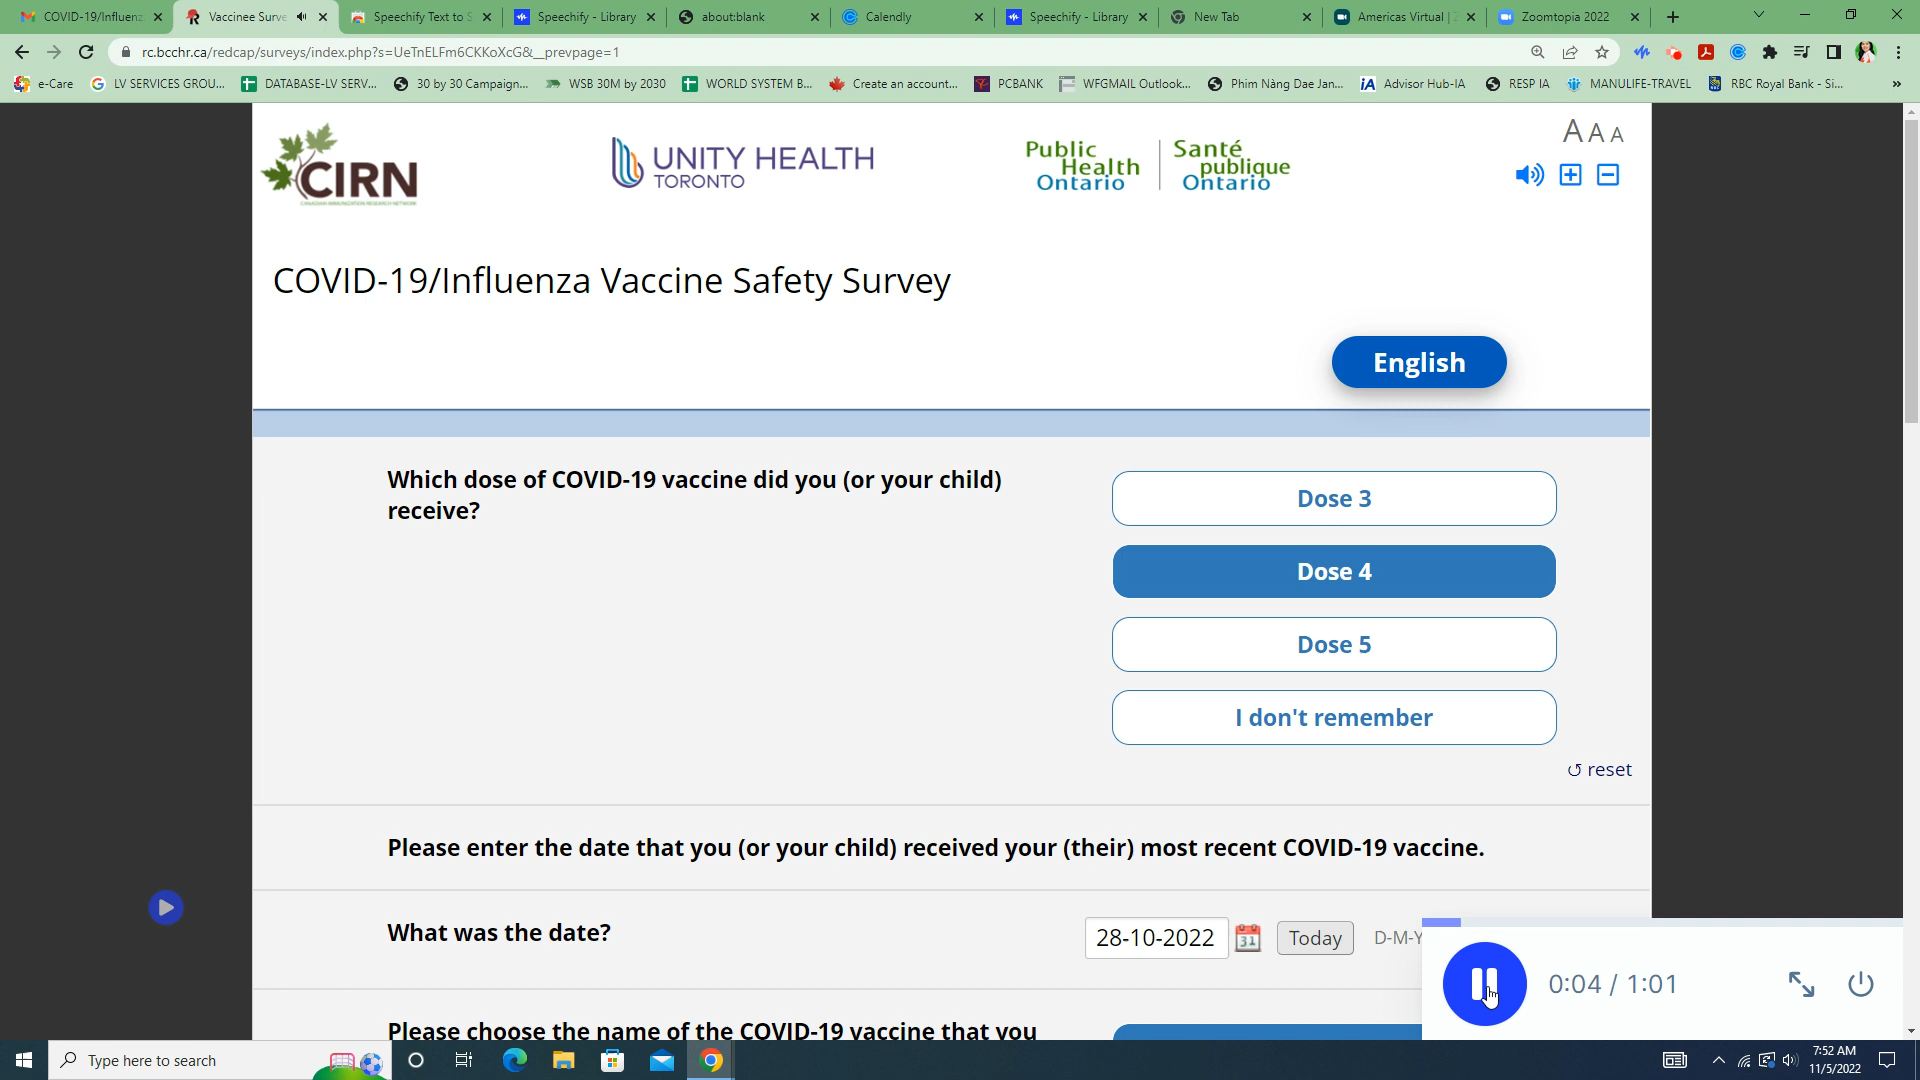 COVID-19/Influenz
Vaccinee Surve
Speechify Text to S
Speechify - Library
about:blank
Calendly
Speechify - Library
New Tab
Americas Virtual | Z
Zoomtopia 2022
rc.bcchr.ca/redcap/surveys/index.php?s=UeTnELFm6CKKoXcG&__prevpage=1
e-Care
LV SERVICES GROU...
DATABASE-LV SERV...
30 by 30 Campaign...
WSB 30M by 2030
WORLD SYSTEM B...
Create an account...
PCBANK
WFGMAIL Outlook...
Phim Nàng Dae Jan...
iA Advisor Hub-IA
RESP IA
MANULIFE-TRAVEL
RBC Royal Bank - Si...
»
CIRN
CANADIAN IMMUNIZATION RESEARCH NETWORK
UNITY HEALTH
TORONTO
Public
Health
Ontario
Santé
publique
Ontario
A A A
COVID-19/Influenza Vaccine Safety Survey
English
Which dose of COVID-19 vaccine did you (or your child)
receive?
Dose 3
Dose 4
Dose 5
I don't remember
reset
Please enter the date that you (or your child) received your (their) most recent COVID-19 vaccine.
What was the date?
28-10-2022
31
Today
D-M-Y
Please choose the name of the COVID-19 vaccine that you
0:04 / 1:01
Type here to search
7:52 AM
11/5/2022